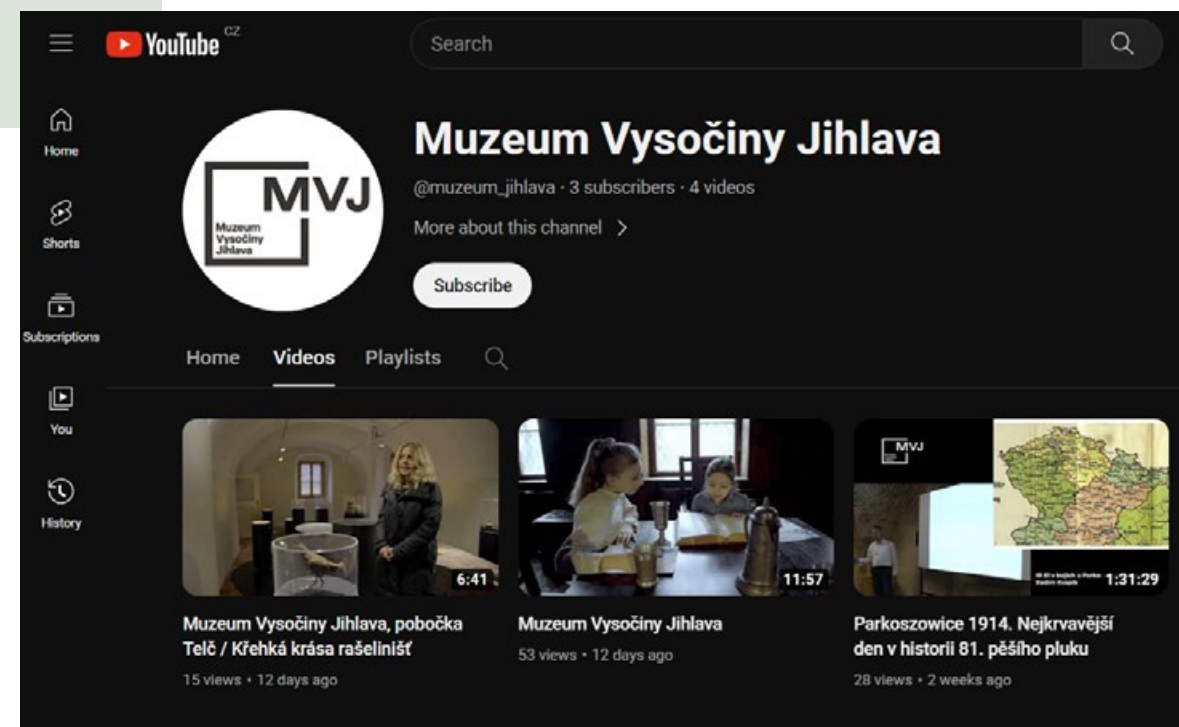 YouTube CZ
Search
Home
Shorts
Subscriptions
You
History
MVJ
Muzeum
Vysočiny
Jihlava
Muzeum Vysočiny Jihlava
@muzeum_jihlava · 3 subscribers · 4 videos
More about this channel
Subscribe
Home Videos Playlists
6:41
11:57
MVJ
1:31:29
Muzeum Vysočiny Jihlava, pobočka
Telč / Křehká krása rašelinišť
15 views • 12 days ago
Muzeum Vysočiny Jihlava
53 views • 12 days ago
Parkoszowice 1914. Nejkrvavější
den v historii 81. pěšího pluku
28 views • 2 weeks ago